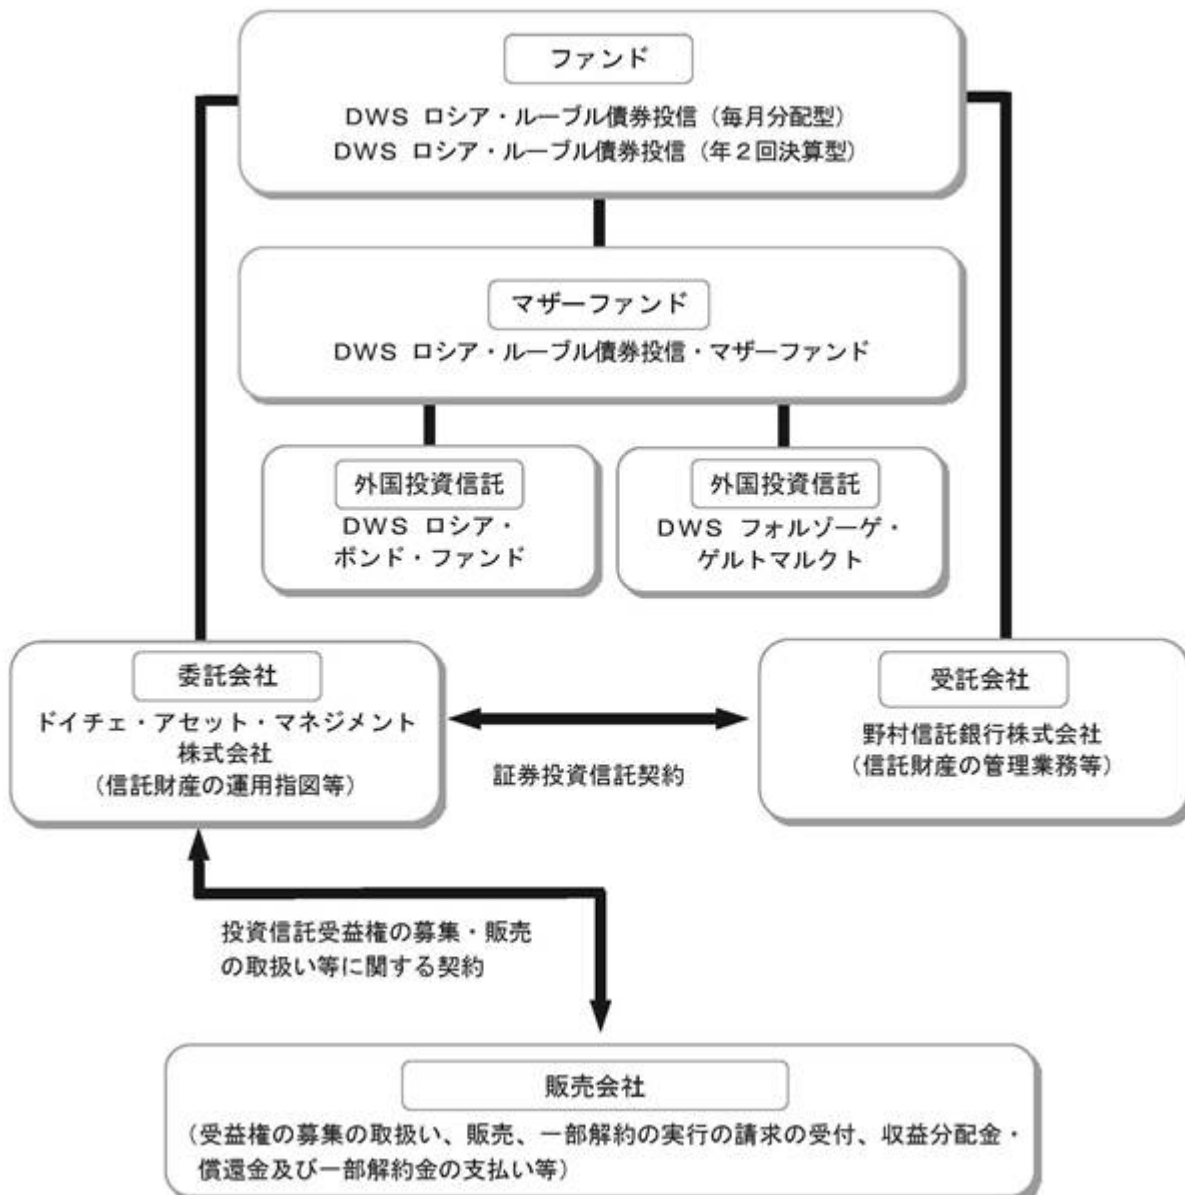 ファンド
DWS ロシア・ルーブル債券投信（毎月分配型）
DWS ロシア・ルーブル債券投信（年２回決算型）
マザーファンド
DWS ロシア・ルーブル債券投信・マザーファンド
外国投資信託
DWS ロシア・
ボンド・ファンド
外国投資信託
DWS フォルゾーゲ・
ゲルトマルクト
委託会社
ドイチェ・アセット・マネジメント
株式会社
（信託財産の運用指図等）
証券投資信託契約
受託会社
野村信託銀行株式会社
（信託財産の管理業務等）
投資信託受益権の募集・販売
の取扱い等に関する契約
販売会社
（受益権の募集の取扱い、販売、一部解約の実行の請求の受付、収益分配金・
償還金及び一部解約金の支払い等）